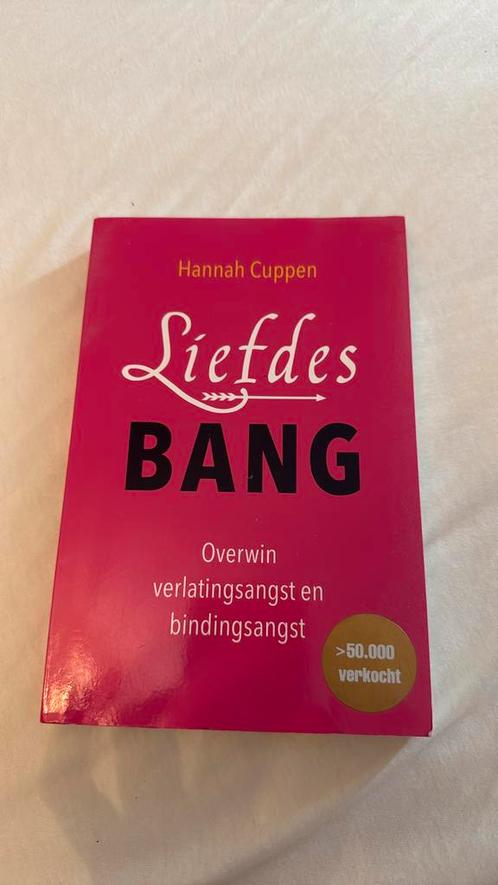 Hannah Cuppen
Liefdes
BANG
Overwin
verlatingsangst en
bindingsangst
>50.000
verkocht